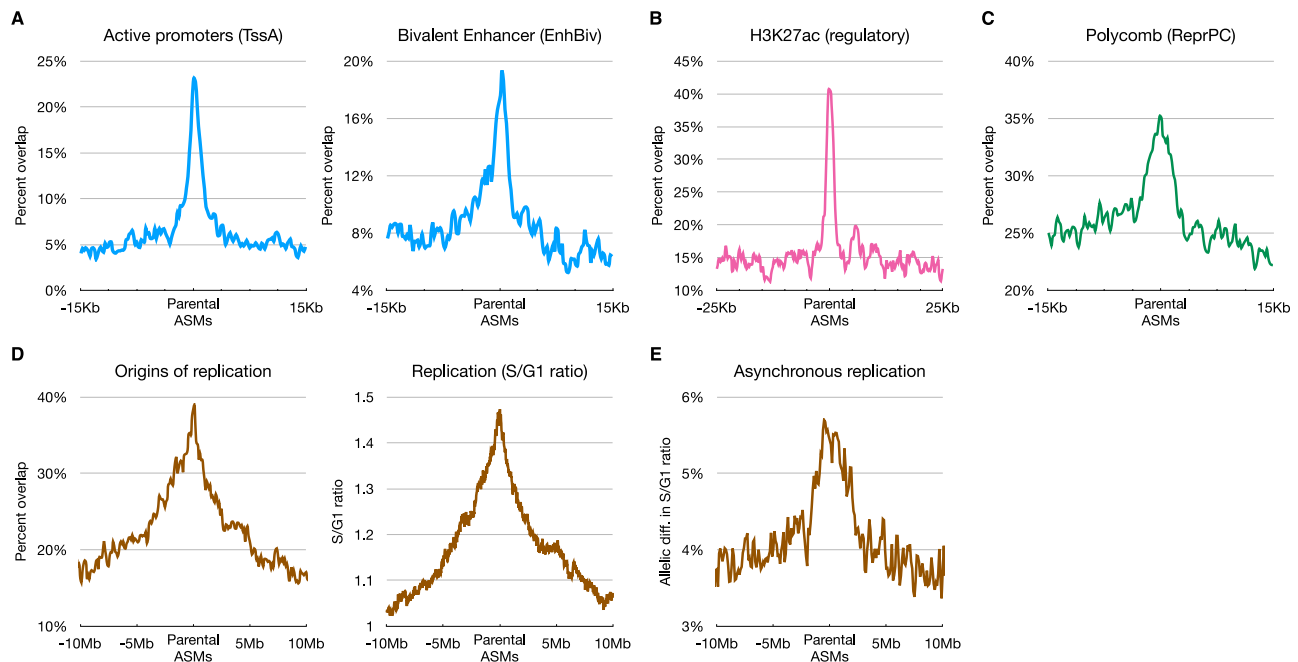 A
Active promoters (TssA)
Percent overlap
25%
20%
15%
10%
5%
0%
-15Kb
Parental
ASMs
15Kb
Bivalent Enhancer (EnhBiv)
Percent overlap
20%
16%
12%
8%
4%
-15Kb
Parental
ASMs
15Kb
B
H3K27ac (regulatory)
Percent overlap
45%
40%
35%
30%
25%
20%
15%
10%
-25Kb
Parental
ASMs
25Kb
C
Polycomb (ReprPC)
Percent overlap
40%
35%
30%
25%
20%
-15Kb
Parental
ASMs
15Kb
D
Origins of replication
Percent overlap
40%
30%
20%
10%
-10Mb
-5Mb
Parental
ASMs
5Mb
10Mb
Replication (S/G1 ratio)
S/G1 ratio
1.5
1.4
1.3
1.2
1.1
1
-10Mb
-5Mb
Parental
ASMs
5Mb
10Mb
E
Asynchronous replication
Allelic diff. in S/G1 ratio
6%
5%
4%
3%
-10Mb
-5Mb
Parental
ASMs
5Mb
10Mb